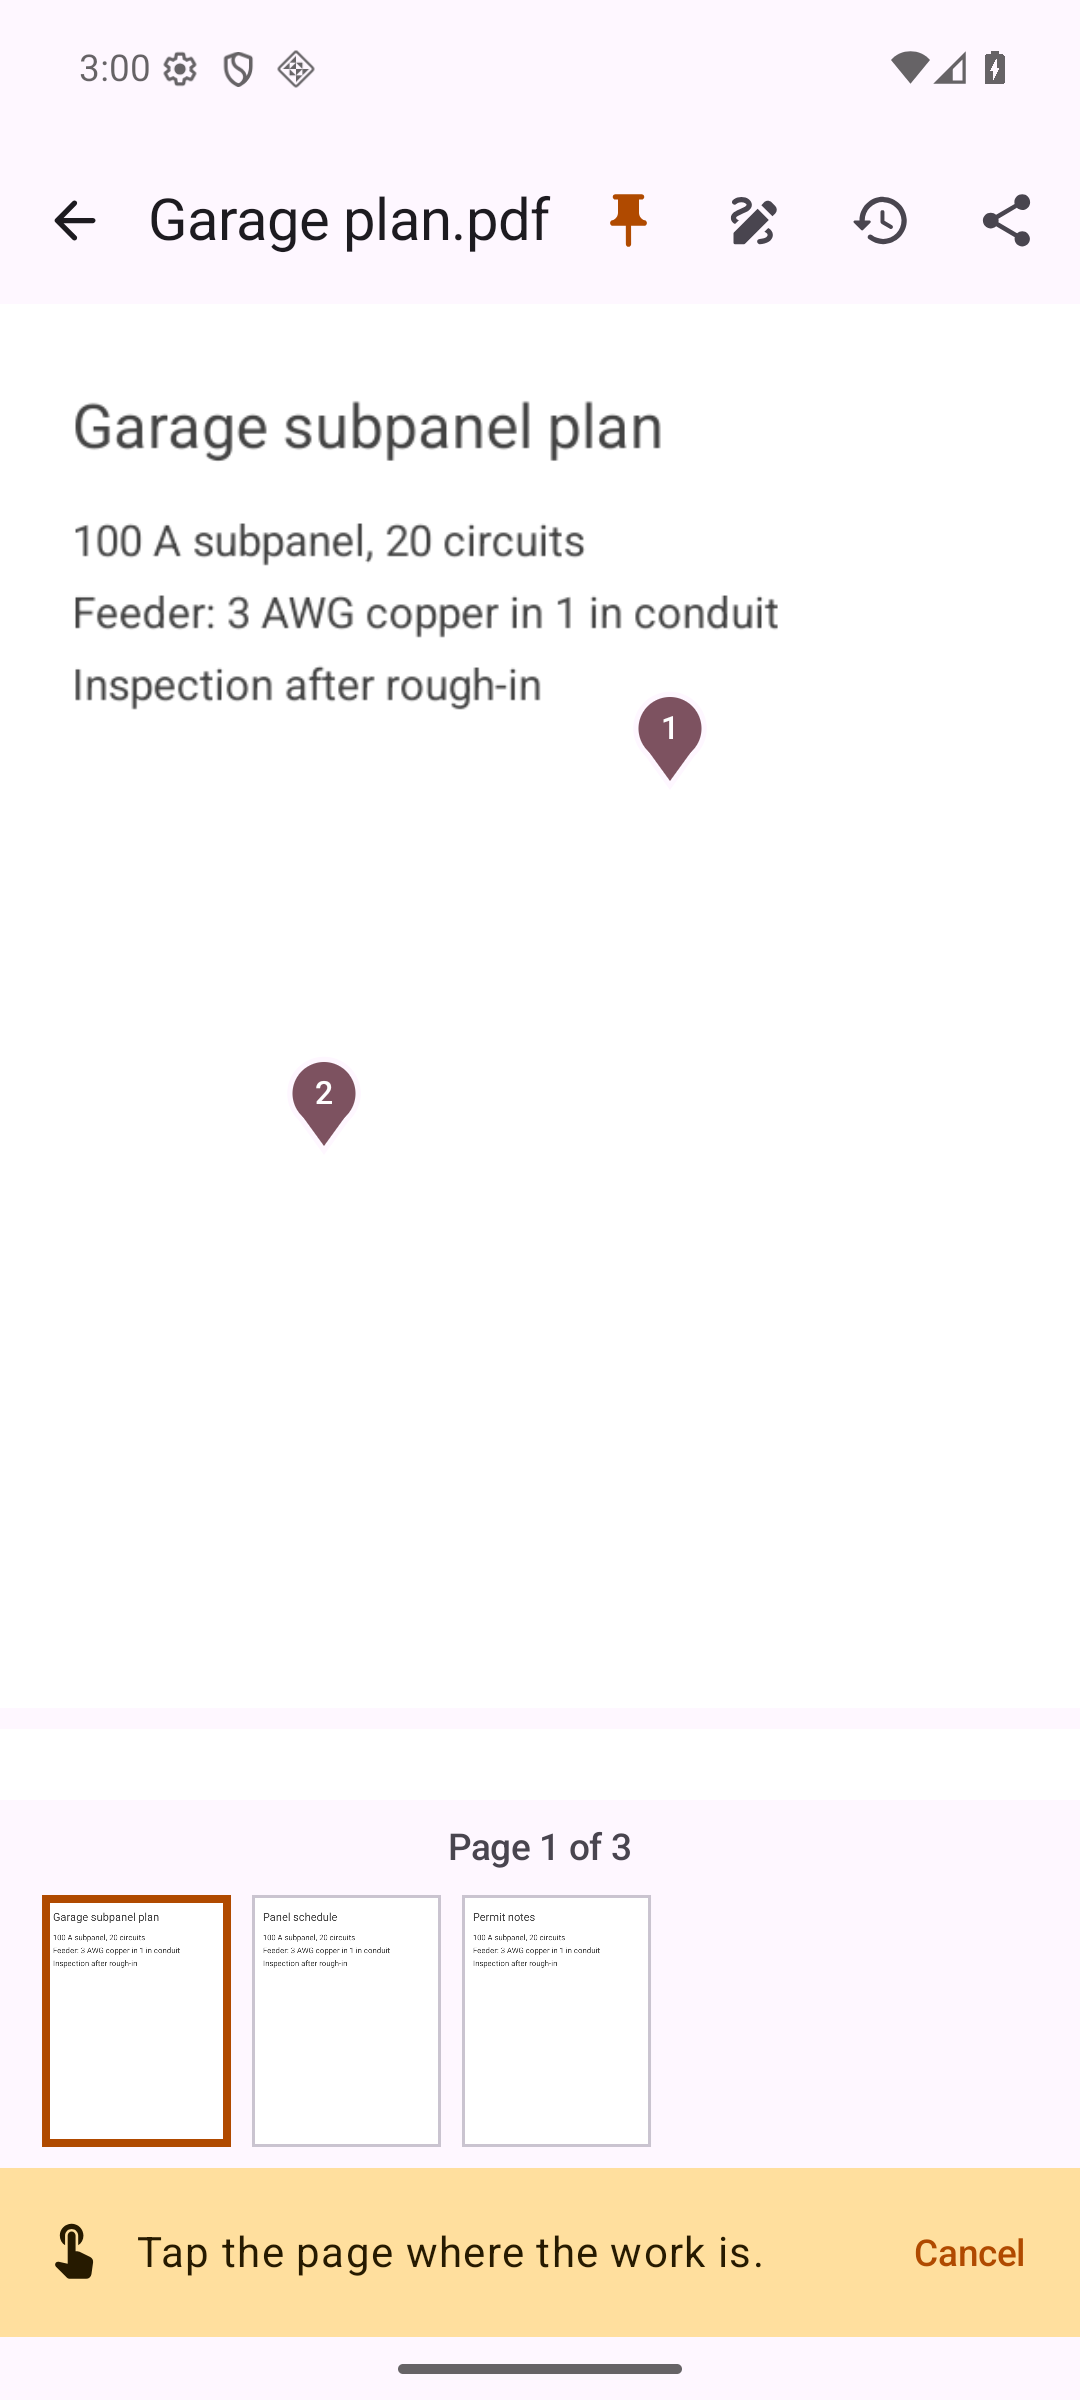 3:00
Garage plan.pdf
Garage subpanel plan
100 A subpanel, 20 circuits
Feeder: 3 AWG copper in 1 in conduit
Inspection after rough-in
1
2
Page 1 of 3
Garage subpanel plan
100 A subpanel, 20 circuits
Feeder: 3 AWG copper in 1 in conduit
Inspection after rough-in
Panel schedule
100 A subpanel, 20 circuits
Feeder: 3 AWG copper in 1 in conduit
Inspection after rough-in
Permit notes
100 A subpanel, 20 circuits
Feeder: 3 AWG copper in 1 in conduit
Inspection after rough-in
Tap the page where the work is.
Cancel